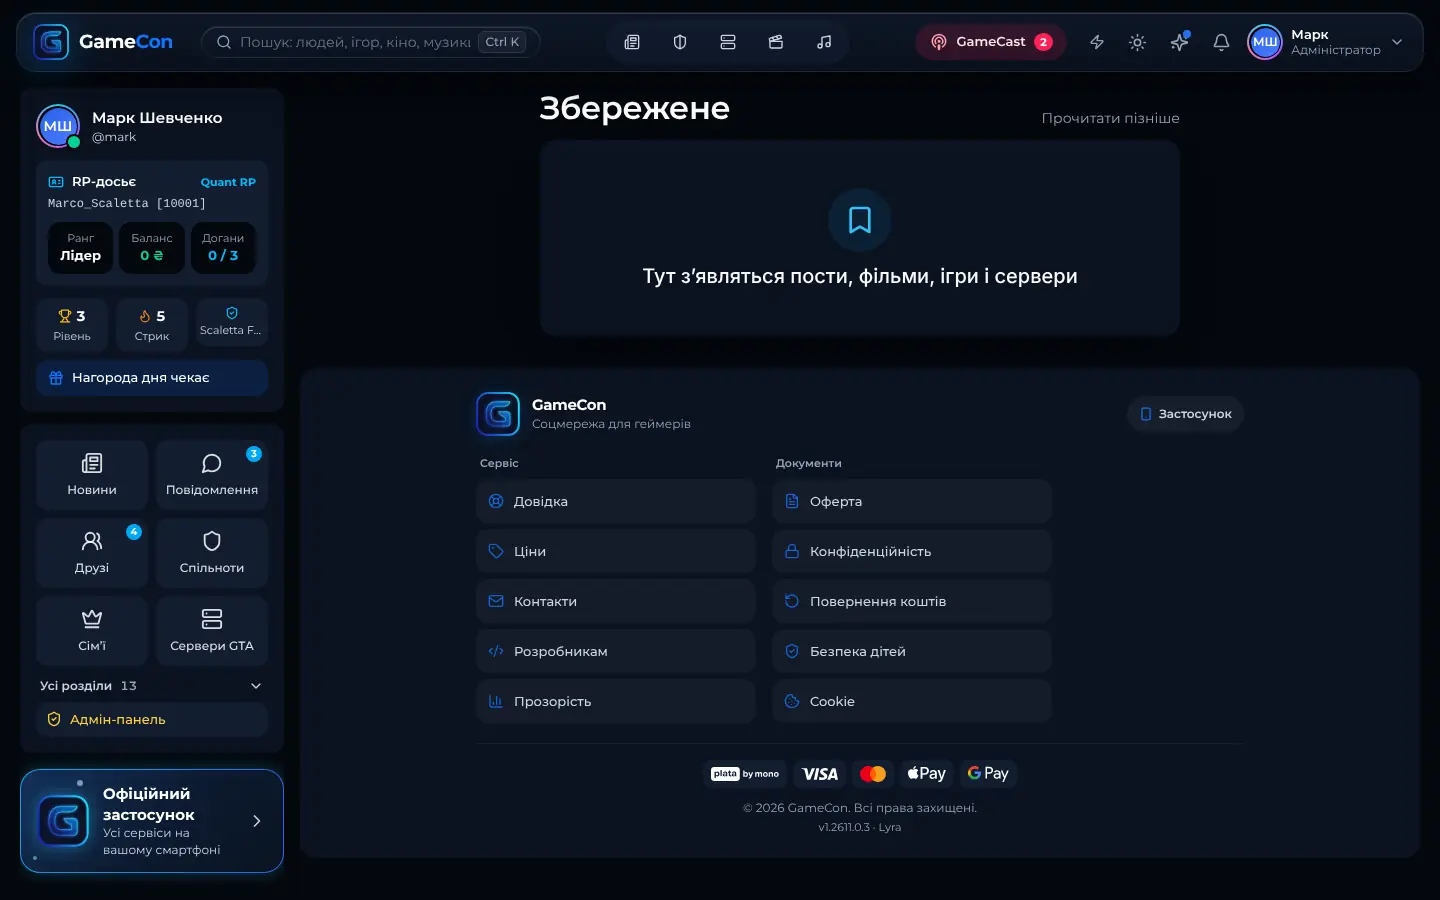 GameCon
Пошук: людей, ігор, кіно, музики
Ctrl K
GameCast 2
МШ
Марк
Адміністратор
МШ
Марк Шевченко
@mark
RP-досьє
Quant RP
Marco_Scaletta [10001]
Ранг
Лідер
Баланс
0 ₴
Догани
0 / 3
3
Рівень
5
Стрик
Scaletta F...
Нагорода дня чекає
Новини
Повідомлення
3
Друзі
4
Спільноти
Сім'ї
Сервери GTA
Усі розділи 13
Адмін-панель
Офіційний
застосунок
Усі сервіси на
вашому смартфоні
Збережене
Прочитати пізніше
Тут з’являться пости, фільми, ігри і сервери
GameCon
Соцмережа для геймерів
Застосунок
Сервіс
Довідка
Ціни
Контакти
Розробникам
Прозорість
Документи
Оферта
Конфіденційність
Повернення коштів
Безпека дітей
Cookie
plata by mono
VISA
Pay
G Pay
© 2026 GameCon. Всі права захищені.
v1.2611.0.3 · Lyra